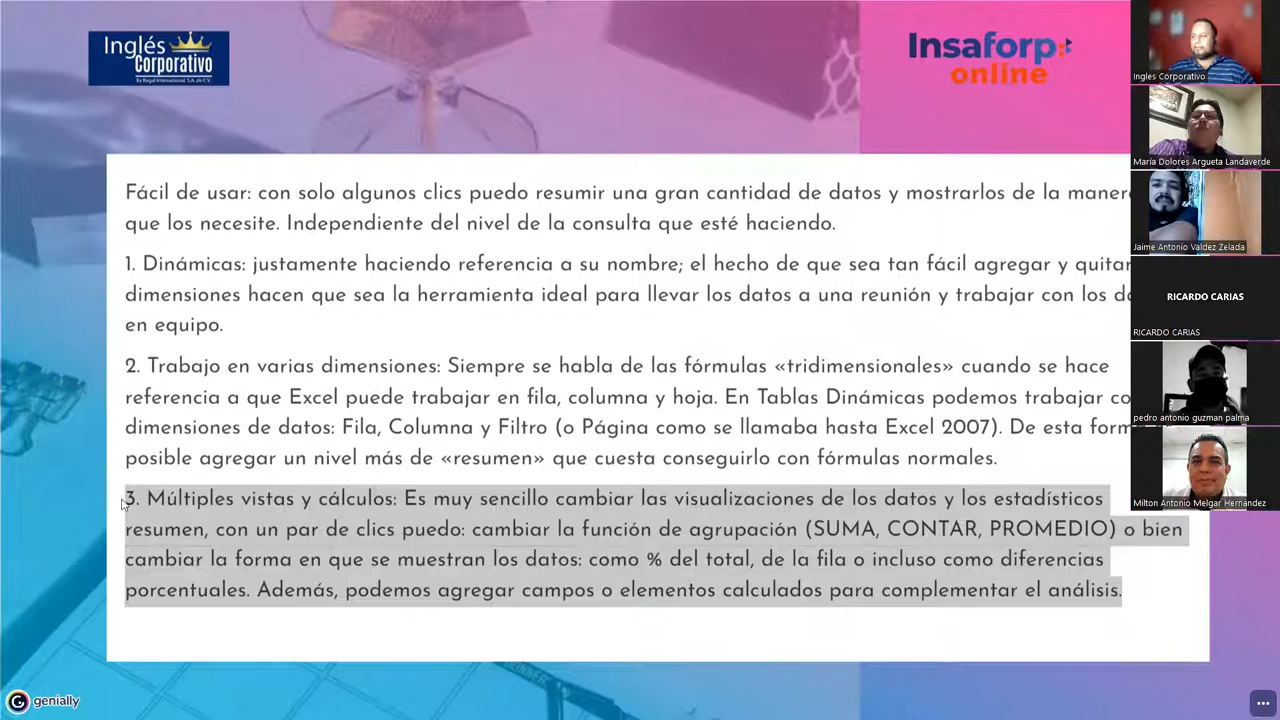 Inglés
Corporativo
By Regal International, S.A. de C.V.
Insaforp
online
Fácil de usar: con solo algunos clics puedo resumir una gran cantidad de datos y mostrarlos de la maner
que los necesite. Independiente del nivel de la consulta que esté haciendo.
1. Dinámicas: justamente haciendo referencia a su nombre; el hecho de que sea tan fácil agregar y quitar
dimensiones hacen que sea la herramienta ideal para llevar los datos a una reunión y trabajar con los d
en equipo.
2. Trabajo en varias dimensiones: Siempre se habla de las fórmulas «tridimensionales» cuando se hace
referencia a que Excel puede trabajar en fila, columna y hoja. En Tablas Dinámicas podemos trabajar co
dimensiones de datos: Fila, Columna y Filtro (o Página como se llamaba hasta Excel 2007). De esta form
posible agregar un nivel más de «resumen» que cuesta conseguirlo con fórmulas normales.
3. Múltiples vistas y cálculos: Es muy sencillo cambiar las visualizaciones de los datos y los estadísticos
resumen, con un par de clics puedo: cambiar la función de agrupación (SUMA, CONTAR, PROMEDIO) o bien
cambiar la forma en que se muestran los datos: como % del total, de la fila o incluso como diferencias
porcentuales. Además, podemos agregar campos o elementos calculados para complementar el análisis.
genially
Ingles Corporativo
María Dolores Argueta Landaverde
Jaime Antonio Valdez Zelada
RICARDO CARIAS
RICARDO CARIAS
pedro antonio guzman palma
Milton Antonio Melgar Hernández